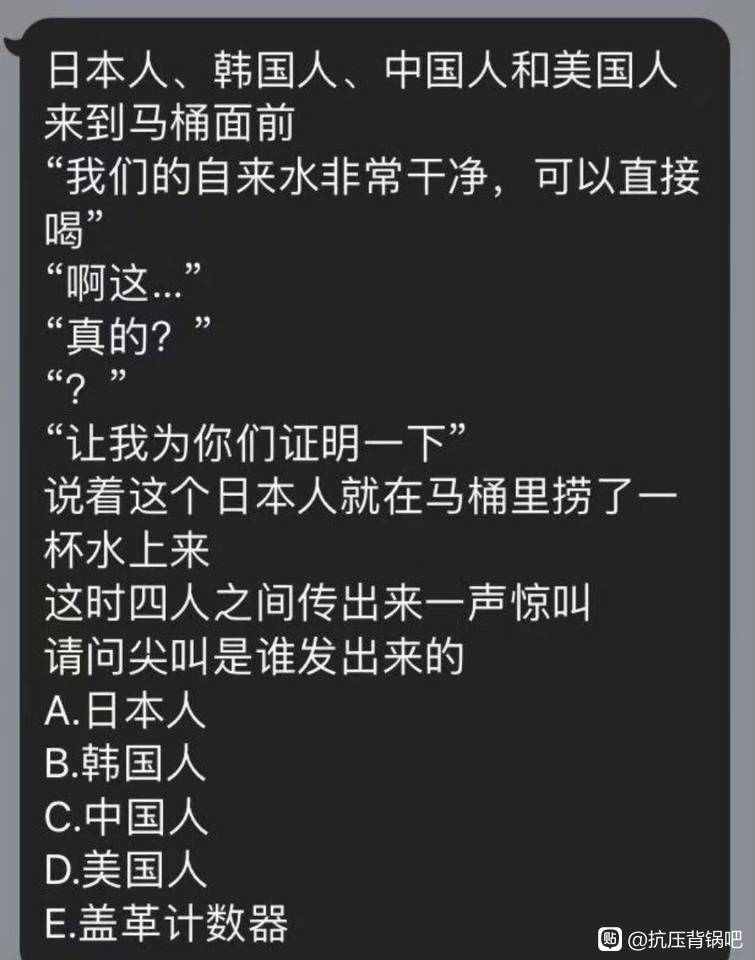 日本人、韩国人、中国人和美国人
来到马桶面前
“我们的自来水非常干净，可以直接
喝”
“啊这...”
“真的？”
“？”
“让我为你们证明一下”
说着这个日本人就在马桶里捞了一
杯水上来
这时四人之间传出来一声惊叫
请问尖叫是谁发出来的
A.日本人
B.韩国人
C.中国人
D.美国人
E.盖革计数器
贴 @抗压背锅吧